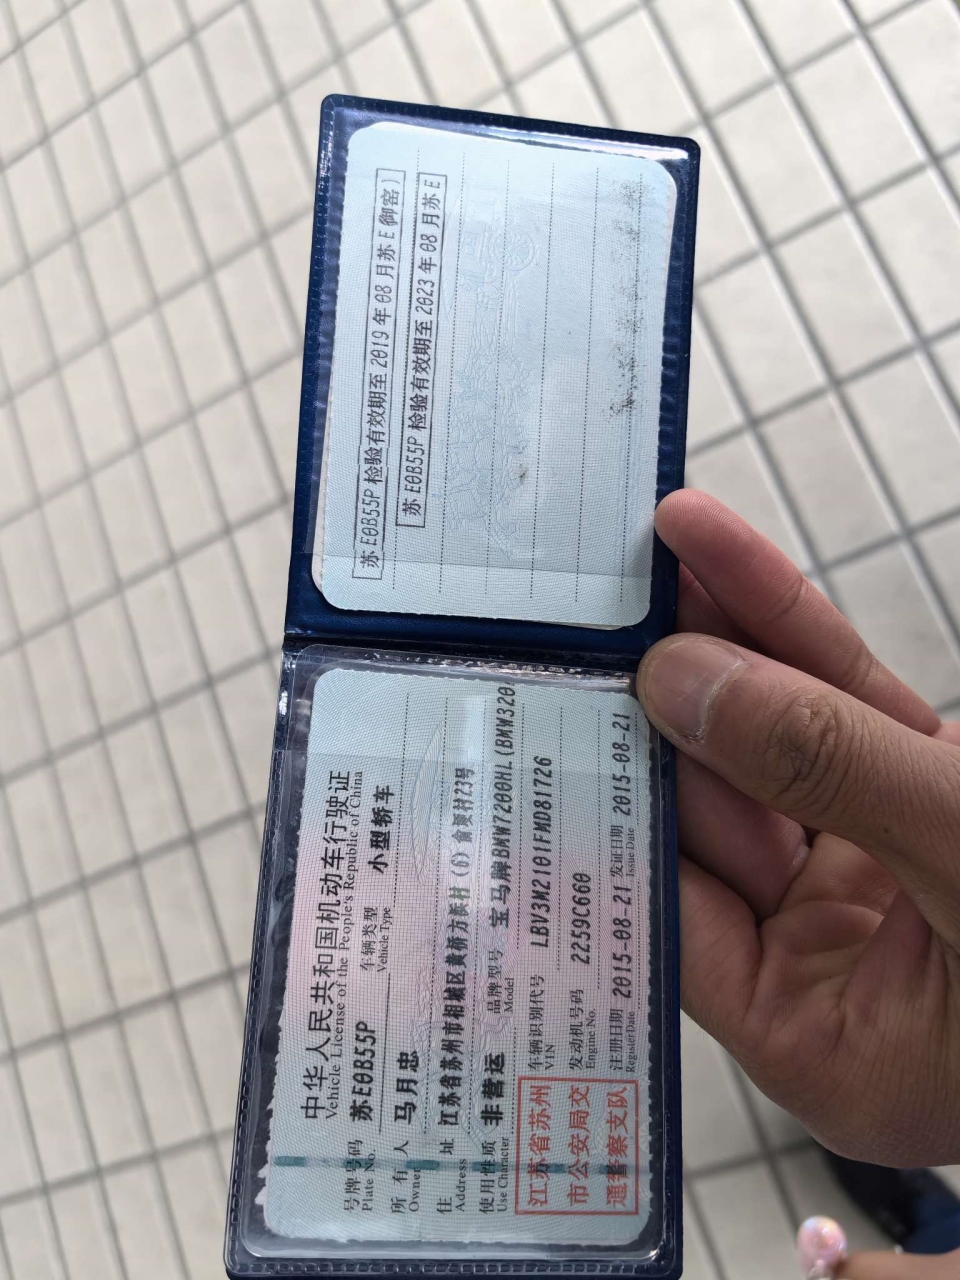 苏E0B55P检验有效期至2019年08月苏E(御窑)
苏E0B55P检验有效期至2023年08月苏E
中华人民共和国机动车行驶证
Vehicle License of the People's Republic of China
号牌号码 苏E0B55P 车辆类型 小型轿车
Plate No. Vehicle Type
所有人 马月忠
Owner
住址 江苏省苏州市相城区黄桥方浜村(6)
Address
使用性质 非营运 品牌型号 宝马牌BMW7200HL(BMW320
Use Character Model
江苏省苏州
市公安局交
通警察支队
车辆识别代号 LBV3M2101FMD81726
VIN
发动机号码 2259C660
Engine No.
注册日期 2015-08-21 发证日期 2015-08-21
Register Date Issue Date